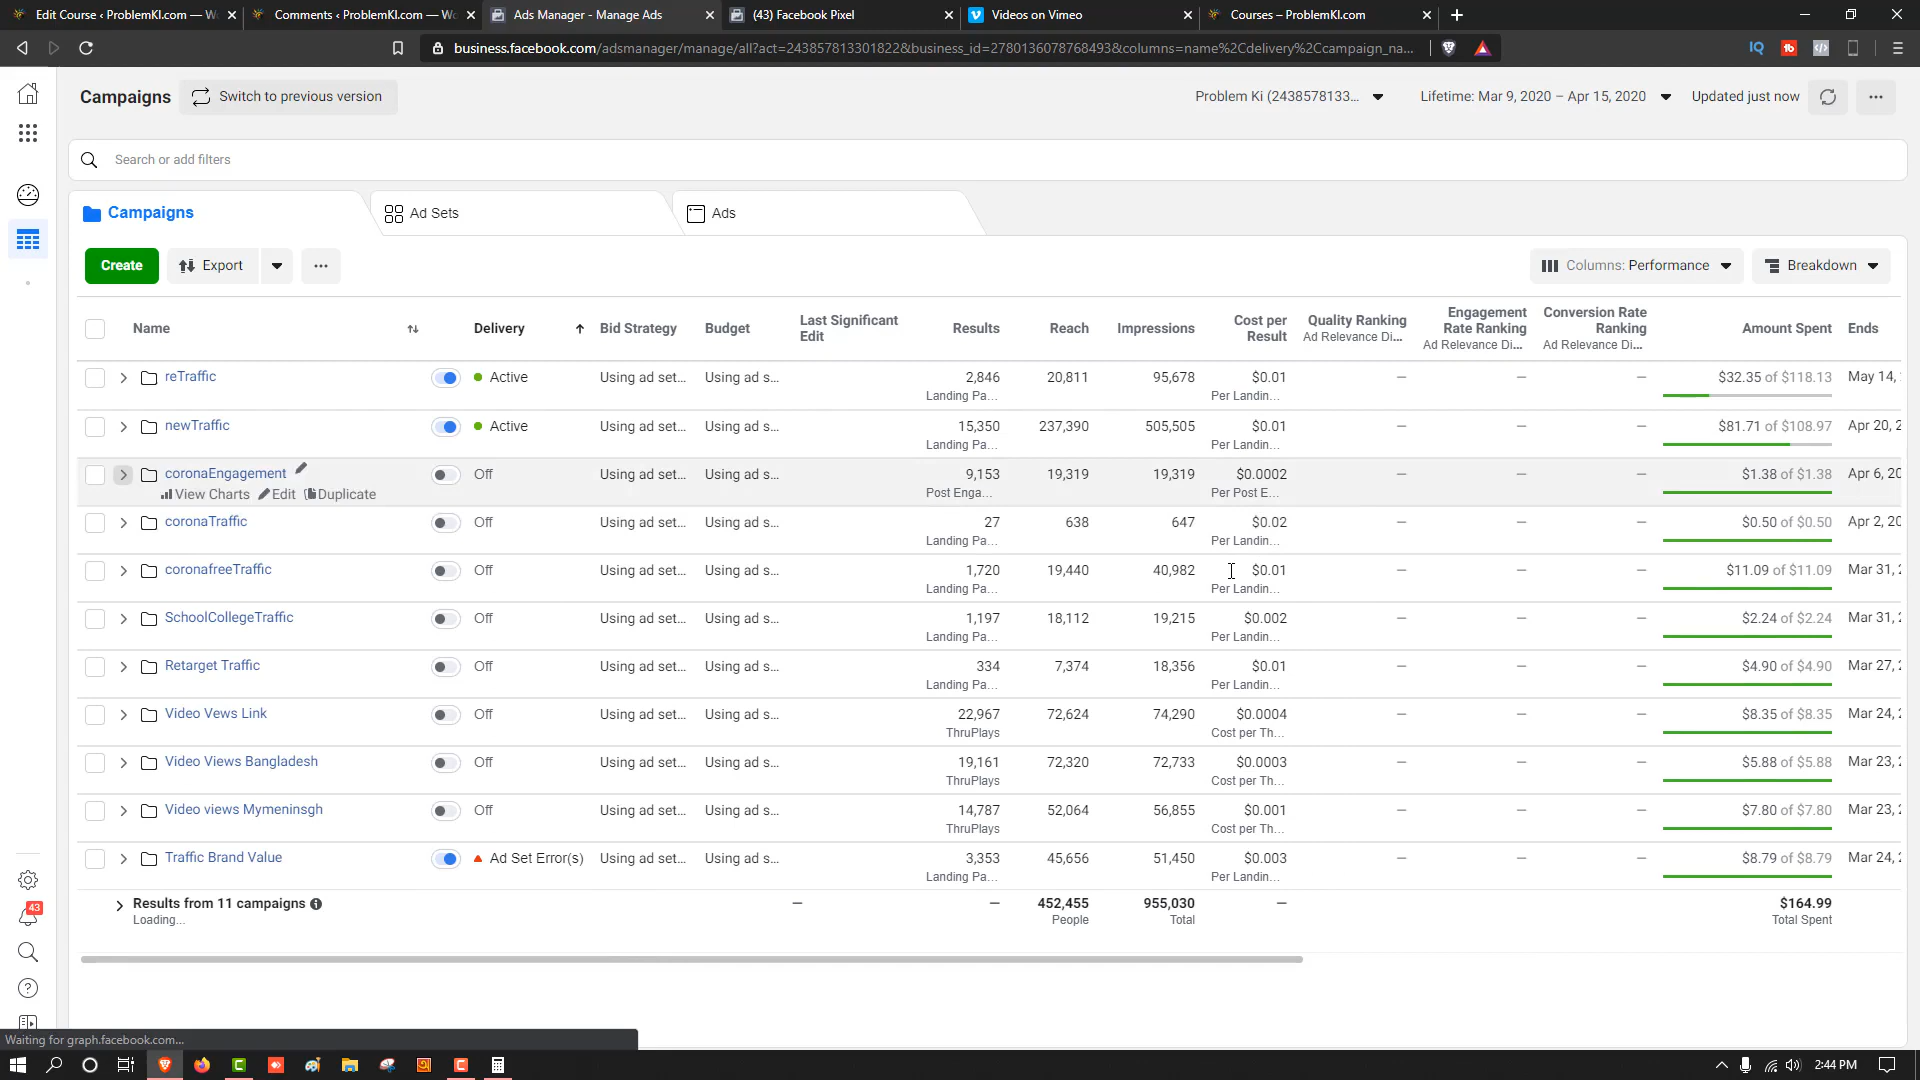 Edit Course ‹ ProblemKI.com — Wo
Comments ‹ ProblemKI.com — Wo
Ads Manager - Manage Ads
(43) Facebook Pixel
Videos on Vimeo
Courses – ProblemKI.com
business.facebook.com/adsmanager/manage/all?act=243857813301822&business_id=2780136078768493&columns=name%2Cdelivery%2Ccampaign_na...
Campaigns
Switch to previous version
Problem Ki (2438578133...
Lifetime: Mar 9, 2020 – Apr 15, 2020
Updated just now
Search or add filters
Campaigns
Ad Sets
Ads
Create
Export
Columns: Performance
Breakdown
Name
Delivery
Bid Strategy
Budget
Last Significant Edit
Results
Reach
Impressions
Cost per Result
Quality Ranking
Ad Relevance Di...
Engagement Rate Ranking
Ad Relevance Di...
Conversion Rate Ranking
Ad Relevance Di...
Amount Spent
Ends
reTraffic Active Using ad set... Using ad s... 2,846 20,811 95,678 $0.01 — — — $32.35 of $118.13 May 14,
Landing Pa... Per Landin...
newTraffic Active Using ad set... Using ad s... 15,350 237,390 505,505 $0.01 — — — $81.71 of $108.97 Apr 20, 2
Landing Pa... Per Landin...
coronaEngagement Off Using ad set... Using ad s... 9,153 19,319 19,319 $0.0002 — — — $1.38 of $1.38 Apr 6, 20
View Charts Edit Duplicate Post Enga... Per Post E...
coronaTraffic Off Using ad set... Using ad s... 27 638 647 $0.02 — — — $0.50 of $0.50 Apr 2, 20
Landing Pa... Per Landin...
coronafreeTraffic Off Using ad set... Using ad s... 1,720 19,440 40,982 $0.01 — — — $11.09 of $11.09 Mar 31, 2
Landing Pa... Per Landin...
SchoolCollegeTraffic Off Using ad set... Using ad s... 1,197 18,112 19,215 $0.002 — — — $2.24 of $2.24 Mar 31, 2
Landing Pa... Per Landin...
Retarget Traffic Off Using ad set... Using ad s... 334 7,374 18,356 $0.01 — — — $4.90 of $4.90 Mar 27, 2
Landing Pa... Per Landin...
Video Vews Link Off Using ad set... Using ad s... 22,967 72,624 74,290 $0.0004 — — — $8.35 of $8.35 Mar 24, 2
ThruPlays Cost per Th...
Video Views Bangladesh Off Using ad set... Using ad s... 19,161 72,320 72,733 $0.0003 — — — $5.88 of $5.88 Mar 23, 2
ThruPlays Cost per Th...
Video views Mymeninsgh Off Using ad set... Using ad s... 14,787 52,064 56,855 $0.001 — — — $7.80 of $7.80 Mar 23, 2
ThruPlays Cost per Th...
Traffic Brand Value Ad Set Error(s) Using ad set... Using ad s... 3,353 45,656 51,450 $0.003 — — — $8.79 of $8.79 Mar 24, 2
Landing Pa... Per Landin...
Results from 11 campaigns — — 452,455 955,030 — $164.99
Loading... People Total Total Spent
43
Waiting for graph.facebook.com...
2:44 PM